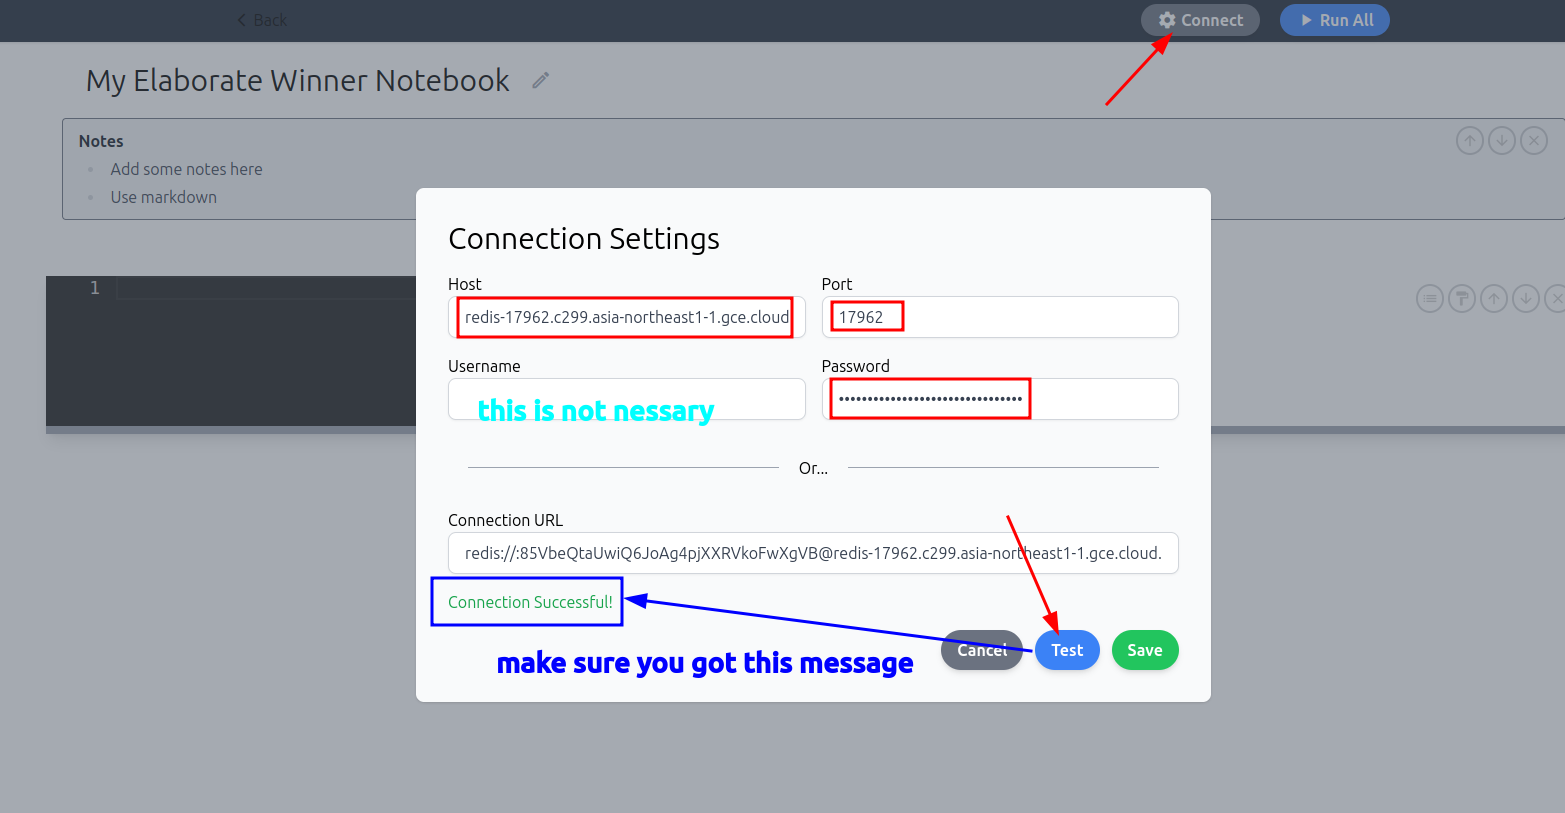 Back
Connect
Run All
My Elaborate Winner Notebook
Notes
Add some notes here
Use markdown
1
Connection Settings
Host
Port
redis-17962.c299.asia-northeast1-1.gce.cloud
17962
Username
Password
this is not nessary
••••••••••••••••••••••••••••••••
Or...
Connection URL
redis://:85VbeQtaUwiQ6JoAg4pjXXRVkoFwXgVB@redis-17962.c299.asia-northeast1-1.gce.cloud.
Connection Successful!
make sure you got this message
Cancel
Test
Save